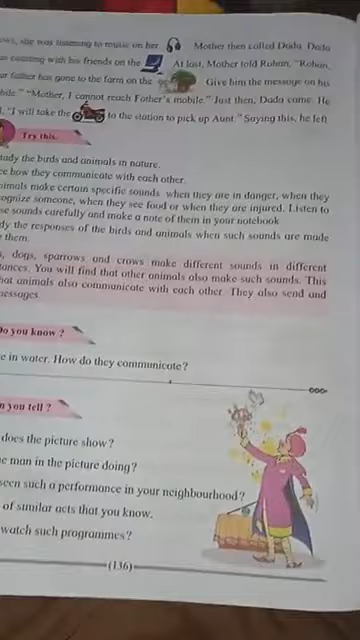 she was listening to music on her Mother then called Dada. Dada
chatting with his friends on the At last, Mother told Rohan, "Rohan,
father has gone to the farm on the Give him the message on his
"Mother, I cannot reach Father's mobile." Just then, Dada came. He
"I will take the to the station to pick up Aunt." Saying this, he left
Try this.
tudy the birds and animals in nature.
e how they communicate with each other.
nimals make certain specific sounds when they are in danger, when they
ognize someone, when they see food or when they are injured. Listen to
se sounds carefully and make a note of them in your notebook
dy the responses of the birds and animals when such sounds are made
them.
, dogs, sparrows and crows make different sounds in different
tances. You will find that other animals also make such sounds. This
hat animals also communicate with each other. They also send and
essages
Do you know ?
e in water. How do they communicate?
n you tell ?
does the picture show?
e man in the picture doing?
seen such a performance in your neighbourhood?
of similar acts that you know.
watch such programmes?
(136)